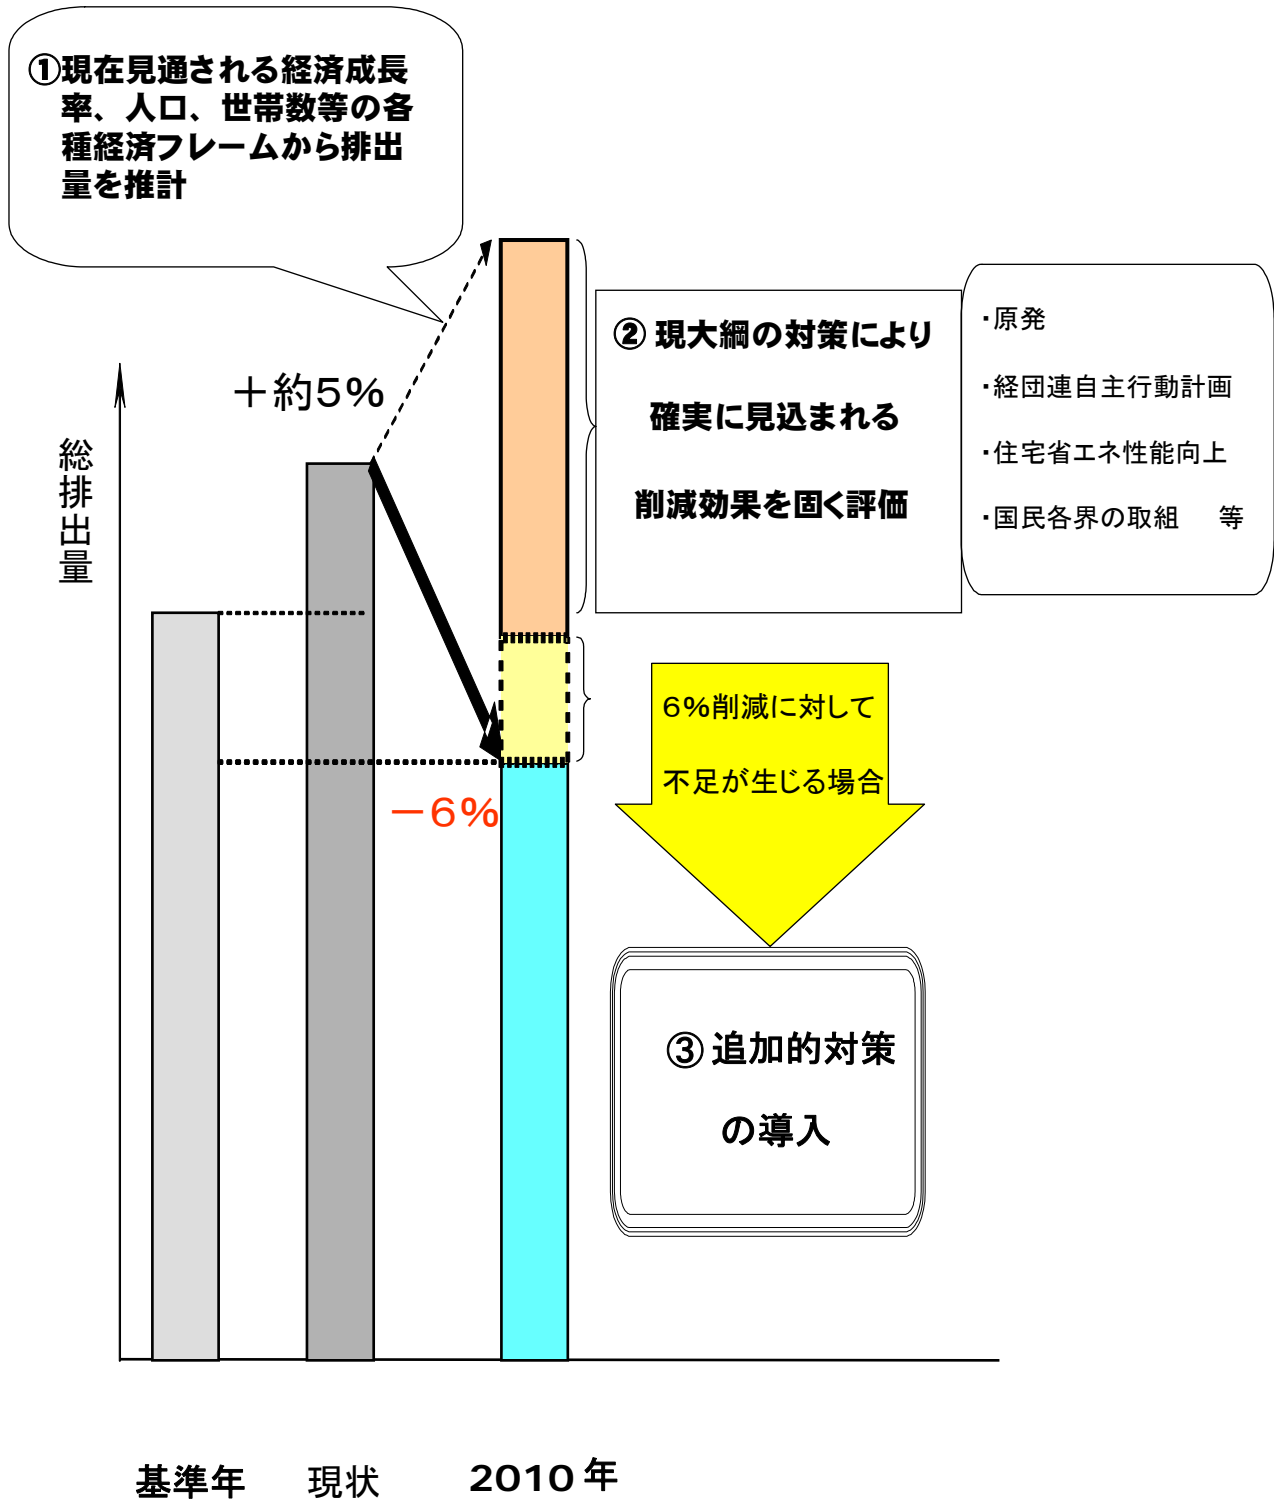 ①現在見通される経済成長
率、人口、世帯数等の各
種経済フレームから排出
量を推計
② 現大綱の対策により
確実に見込まれる
削減効果を固く評価
・原発
・経団連自主行動計画
・住宅省エネ性能向上
・国民各界の取組　等
＋約5％
総排出量
6％削減に対して
不足が生じる場合
－6％
③ 追加的対策
の導入
基準年　現状　2010 年